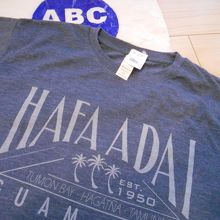 ABC
HAFA ADAI
TUMON BAY - HAGATNA - TAMUNING
EST.
1950
GUAM